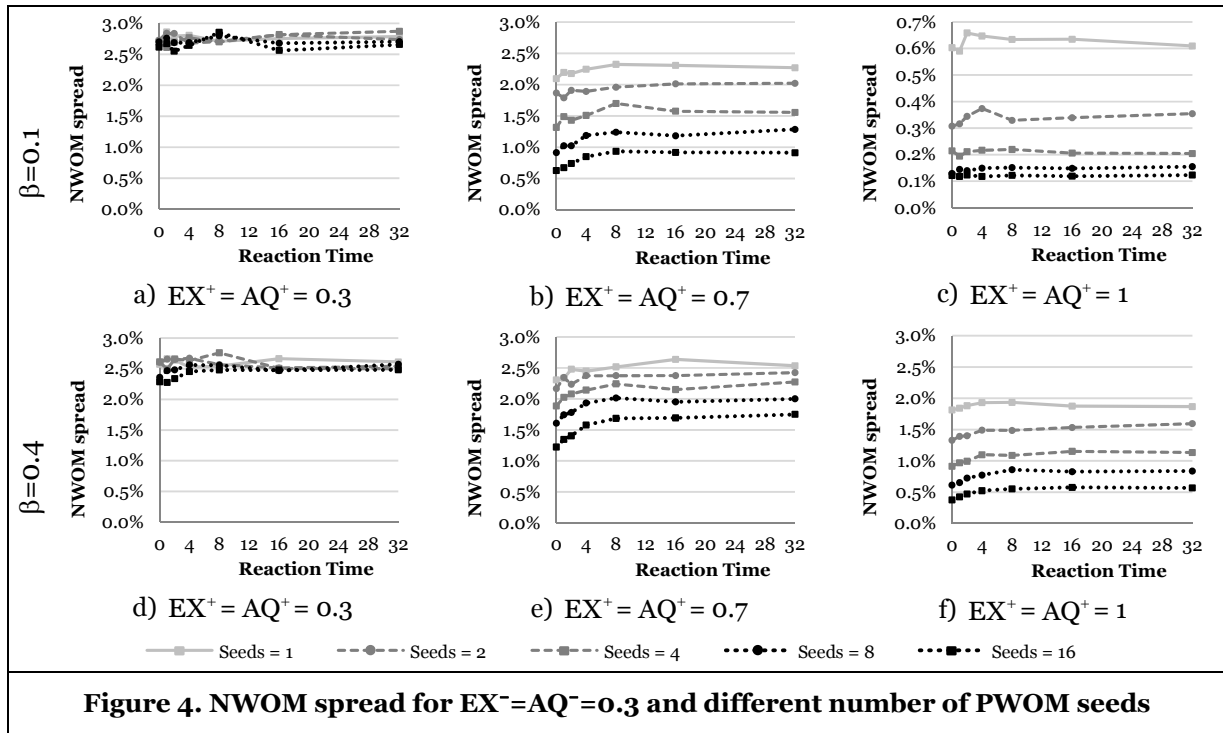 β=0.1
NWOM spread
3.0%
2.5%
2.0%
1.5%
1.0%
0.5%
0.0%
0 4 8 12 16 20 24 28 32
Reaction Time
a) EX⁺ = AQ⁺ = 0.3
NWOM spread
3.0%
2.5%
2.0%
1.5%
1.0%
0.5%
0.0%
0 4 8 12 16 20 24 28 32
Reaction Time
b) EX⁺ = AQ⁺ = 0.7
NWOM spread
0.7%
0.6%
0.5%
0.4%
0.3%
0.2%
0.1%
0.0%
0 4 8 12 16 20 24 28 32
Reaction Time
c) EX⁺ = AQ⁺ = 1
β=0.4
NWOM spread
3.0%
2.5%
2.0%
1.5%
1.0%
0.5%
0.0%
0 4 8 12 16 20 24 28 32
Reaction Time
d) EX⁺ = AQ⁺ = 0.3
NWOM spread
3.0%
2.5%
2.0%
1.5%
1.0%
0.5%
0.0%
0 4 8 12 16 20 24 28 32
Reaction Time
e) EX⁺ = AQ⁺ = 0.7
NWOM spread
3.0%
2.5%
2.0%
1.5%
1.0%
0.5%
0.0%
0 4 8 12 16 20 24 28 32
Reaction Time
f) EX⁺ = AQ⁺ = 1
Seeds = 1 Seeds = 2 Seeds = 4 Seeds = 8 Seeds = 16
Figure 4. NWOM spread for EX⁻=AQ⁻=0.3 and different number of PWOM seeds